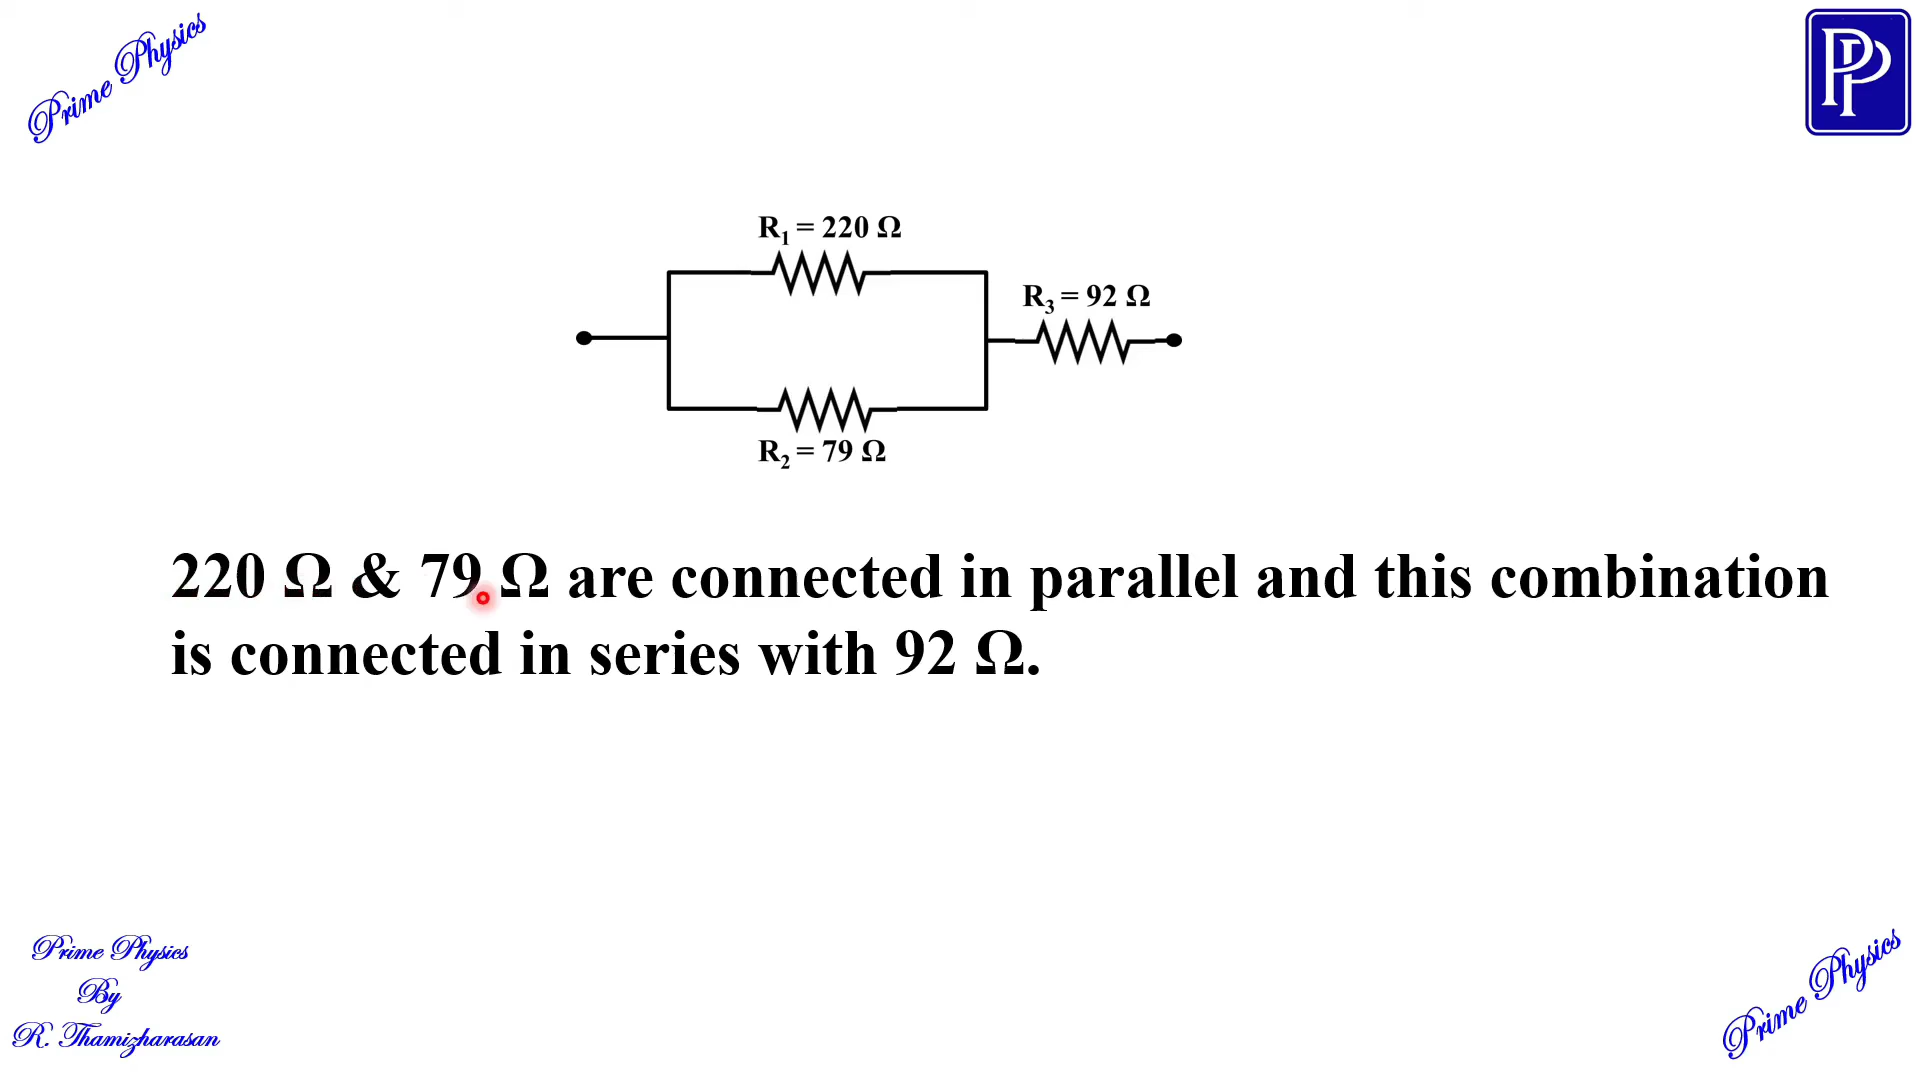 Prime Physics
PP
R₁ = 220 Ω
R₃ = 92 Ω
R₂ = 79 Ω
220 Ω & 79 Ω are connected in parallel and this combination
is connected in series with 92 Ω.
Prime Physics
By
R. Thamizharasan
Prime Physics